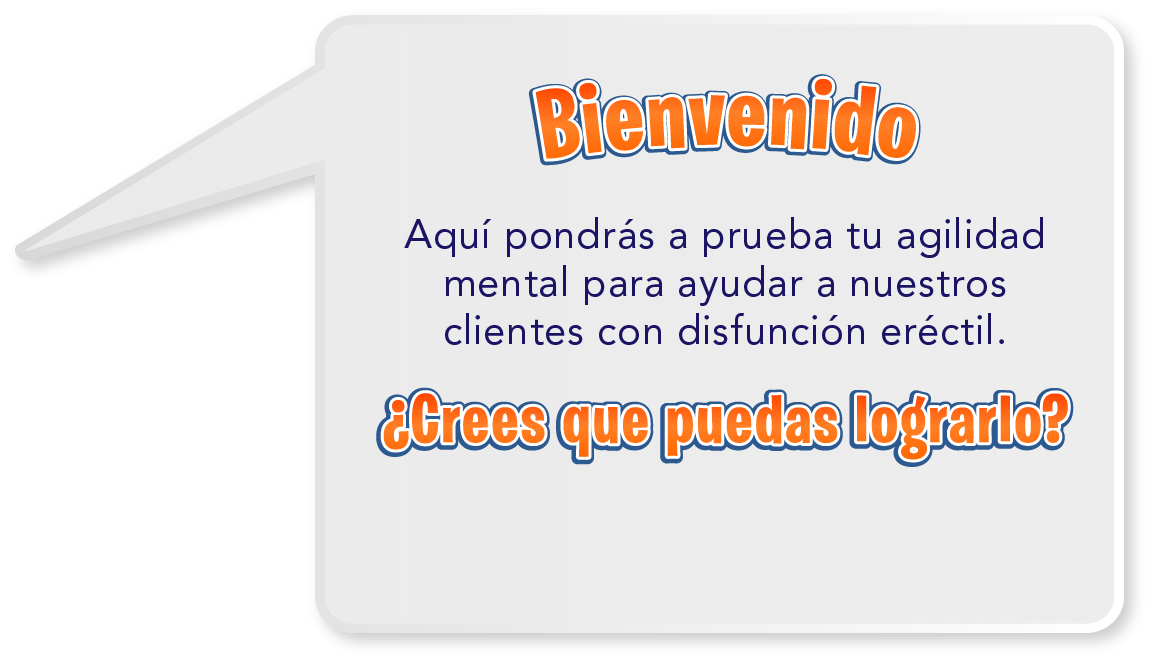 Bienvenido
Aquí pondrás a prueba tu agilidad
mental para ayudar a nuestros
clientes con disfunción eréctil.
¿Crees que puedas lograrlo?